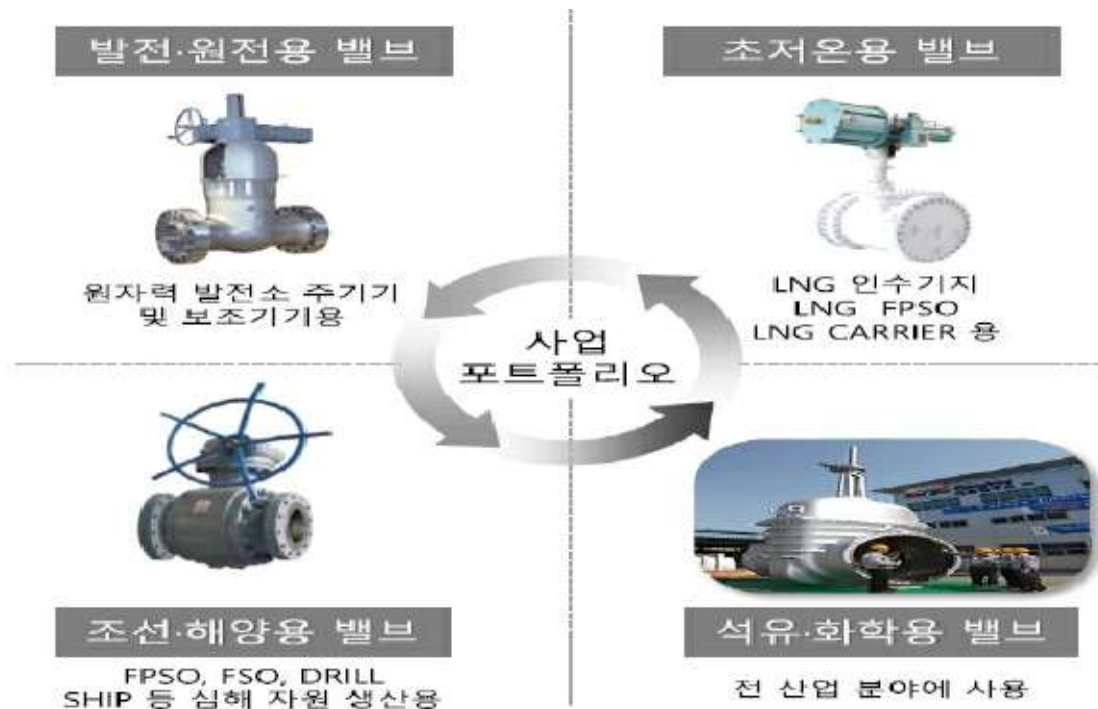 발전·원전용 밸브
초저온용 밸브
원자력 발전소 주기기
및 보조기기용
LNG 인수기지
LNG FPSO
LNG CARRIER 용
사업
포트폴리오
조선·해양용 밸브
FPSO, FSO, DRILL
SHIP 등 심해 자원 생산용
석유·화학용 밸브
전 산업 분야에 사용